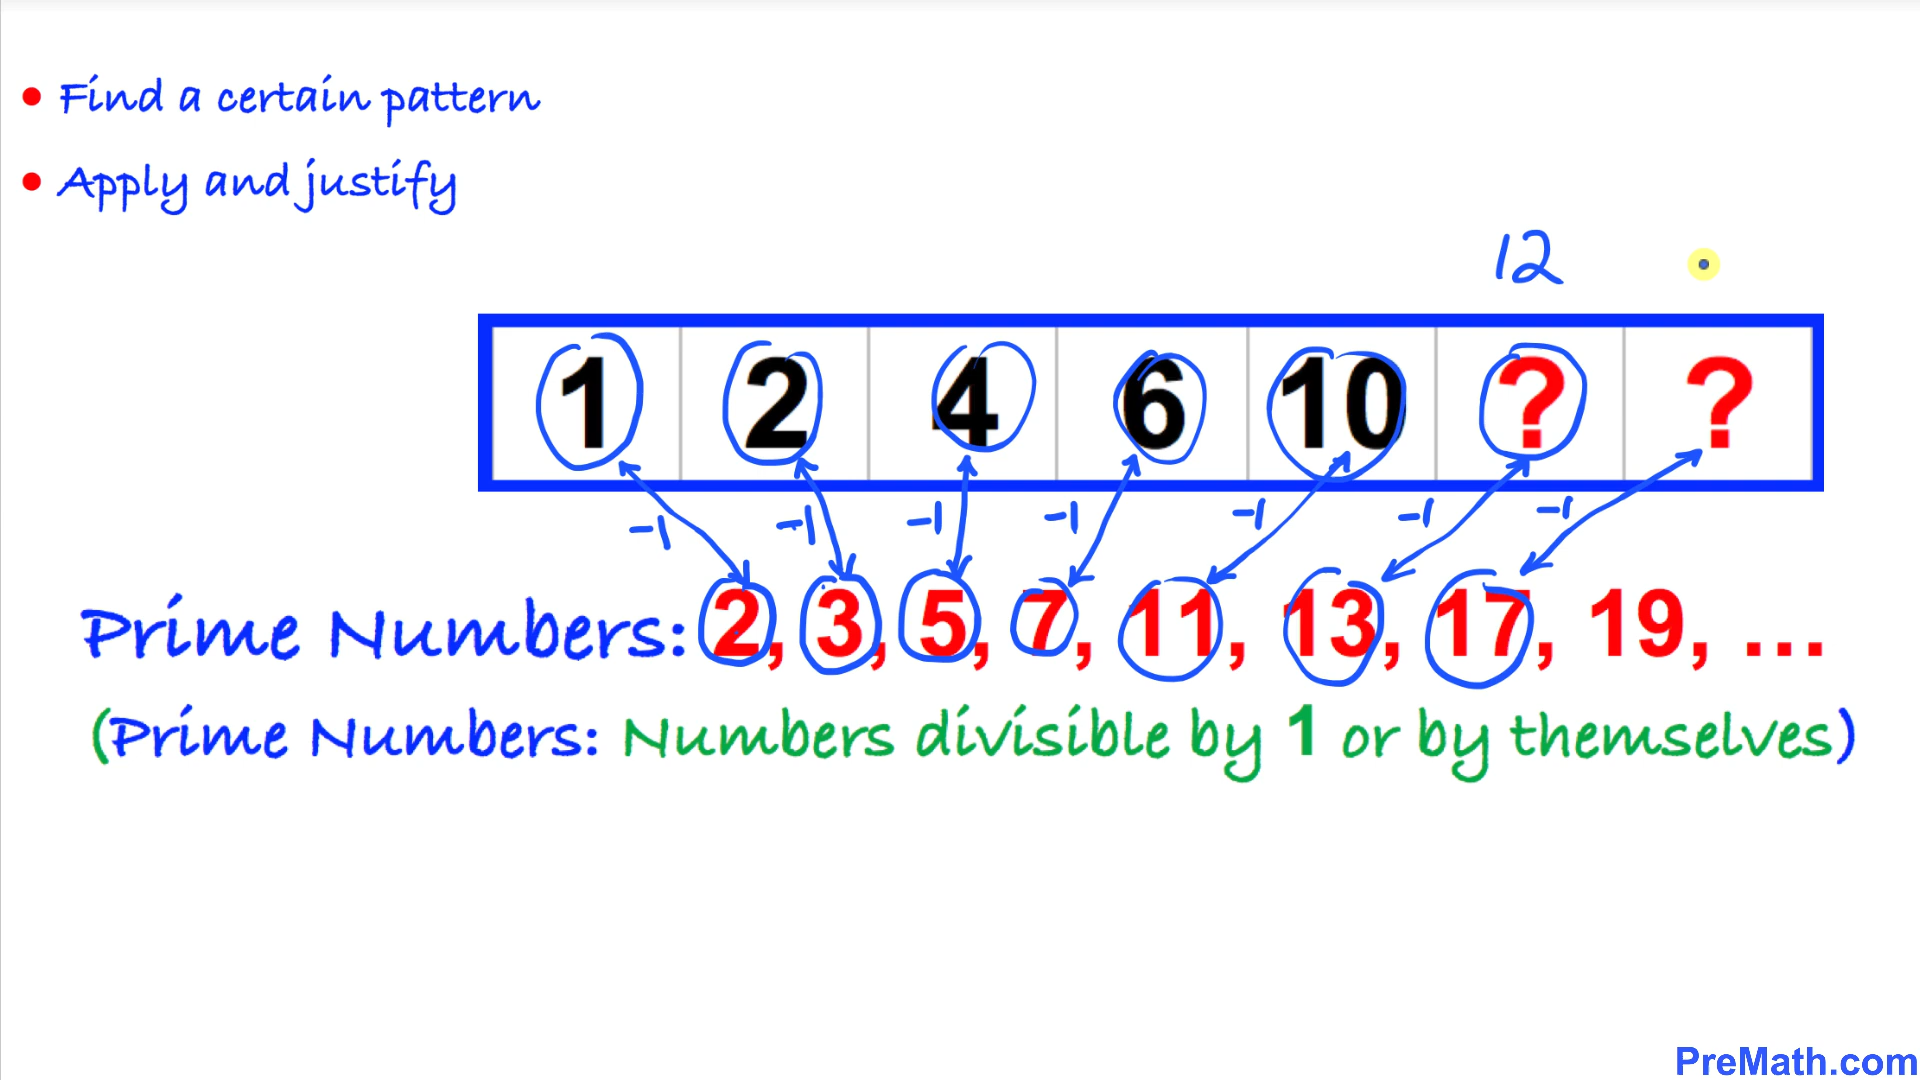 • Find a certain pattern
• Apply and justify
12
1 2 4 6 10 ? ?
-1 -1 -1 -1 -1 -1 -1
Prime Numbers: 2, 3, 5, 7, 11, 13, 17, 19, ...
(Prime Numbers: Numbers divisible by 1 or by themselves)
PreMath.com